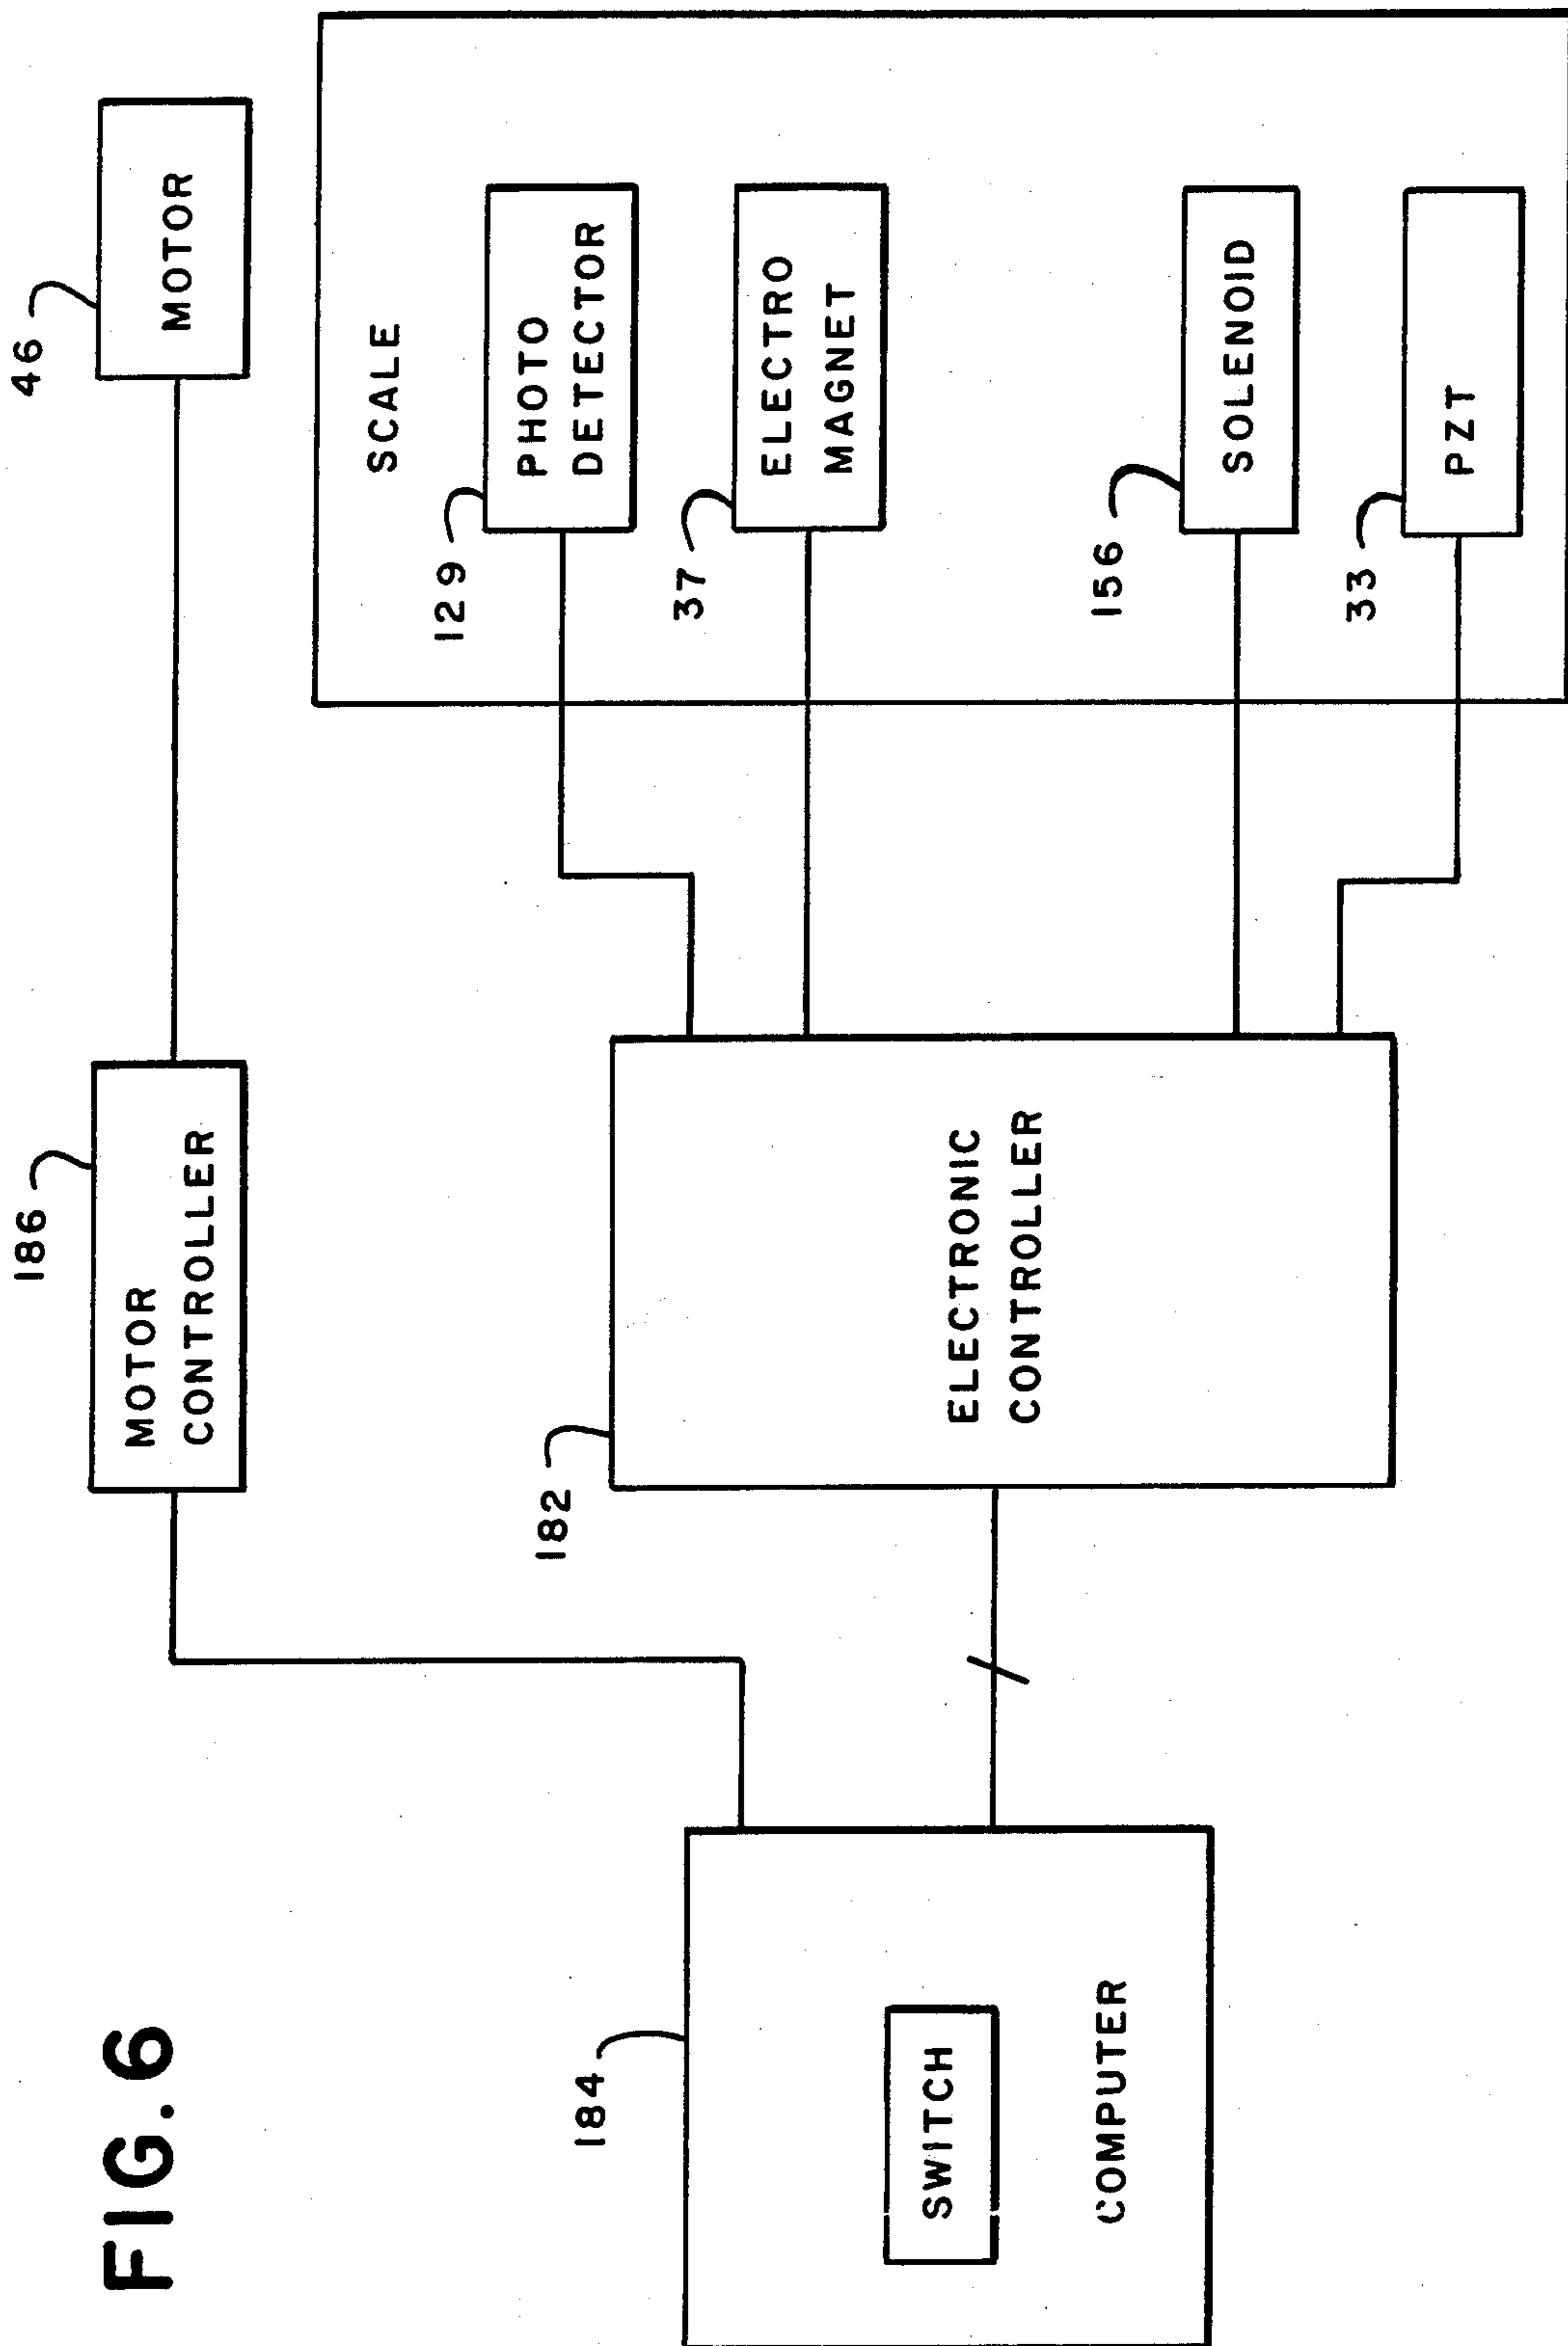 FIG. 6
186
MOTOR
CONTROLLER
46
MOTOR
SCALE
129
PHOTO
DETECTOR
37
ELECTRO
MAGNET
156
SOLENOID
33
PZT
182
ELECTRONIC
CONTROLLER
184
SWITCH
COMPUTER